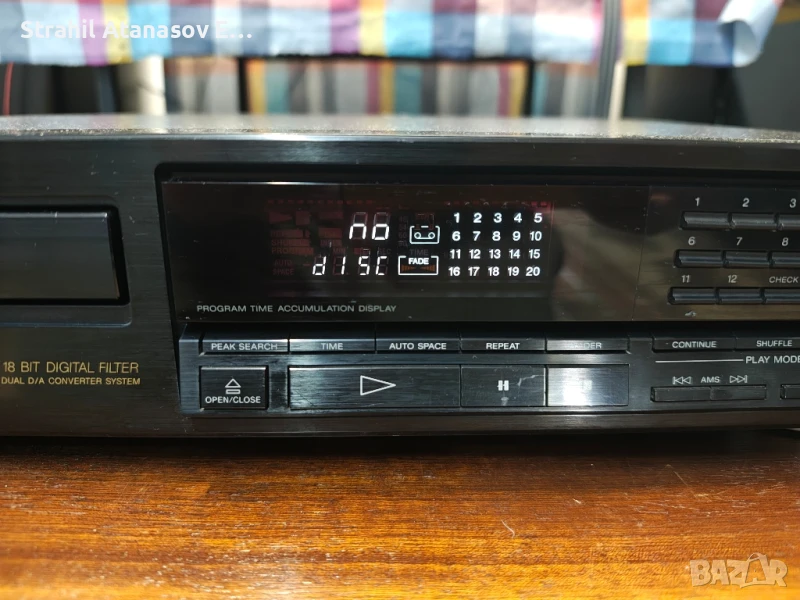 Strahil Atanasov E...
no
disc
FADE
1 2 3 4 5
6 7 8 9 10
11 12 13 14 15
16 17 18 19 20
PROGRAM TIME ACCUMULATION DISPLAY
1 2 3
6 7 8
11 12 CHECK
18 BIT DIGITAL FILTER
DUAL D/A CONVERTER SYSTEM
PEAK SEARCH TIME AUTO SPACE REPEAT
CONTINUE SHUFFLE
PLAY MODE
OPEN/CLOSE
AMS
BAZAR